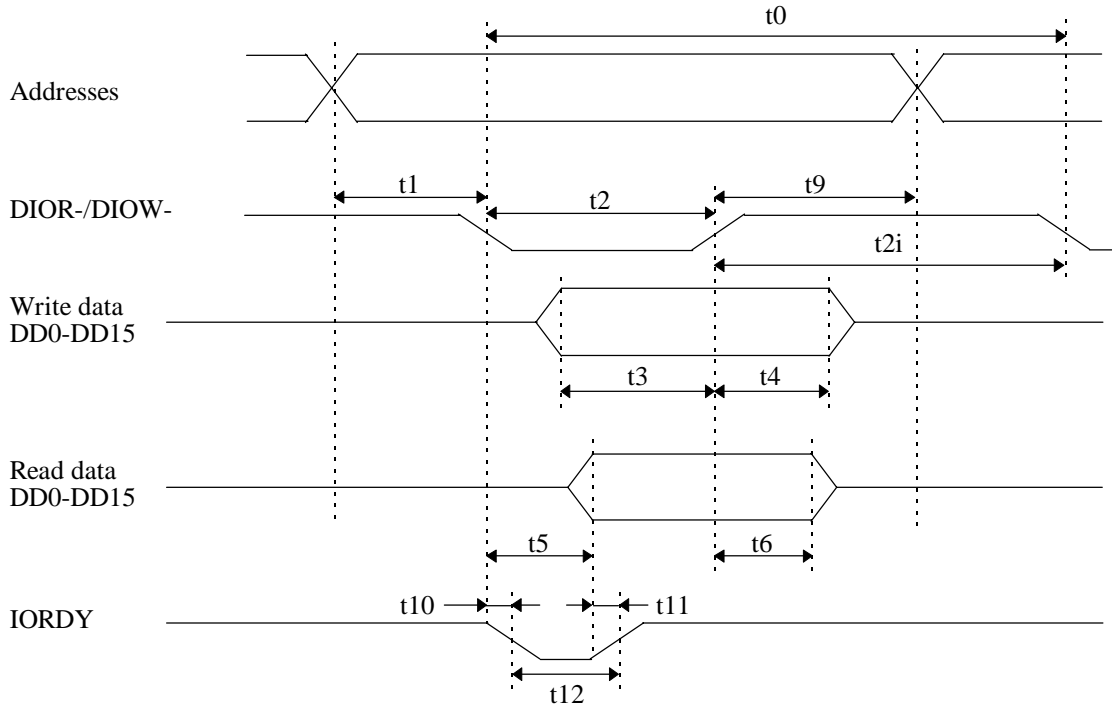 t0
Addresses
t1
t2
t9
DIOR-/DIOW-
t2i
Write data
DD0-DD15
t3
t4
Read data
DD0-DD15
t5
t6
t10
t11
IORDY
t12